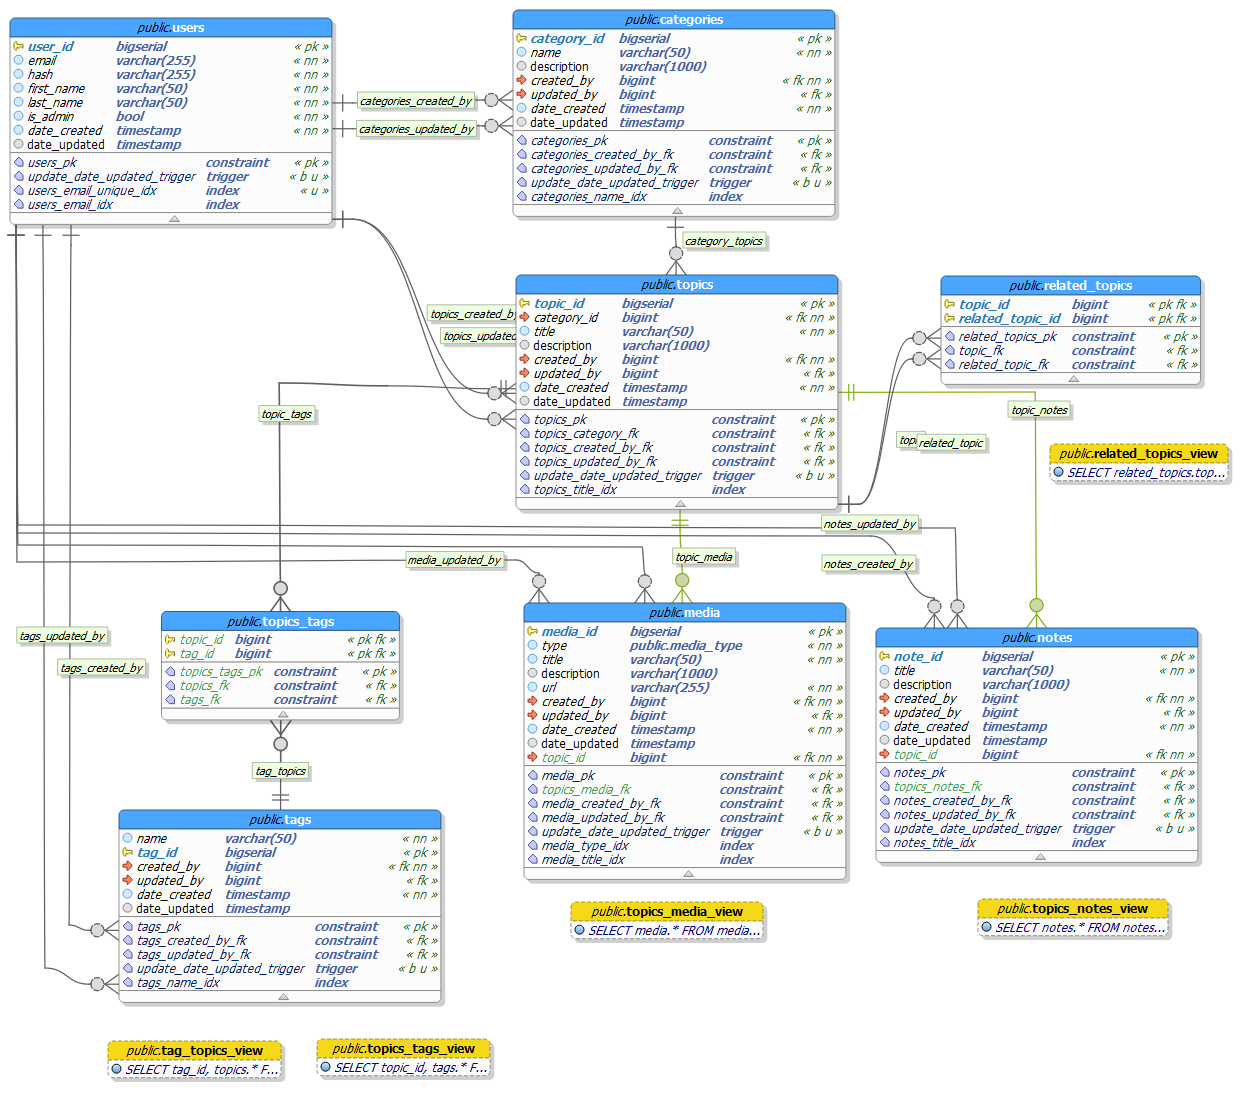 public.users
user_id bigserial « pk »
email varchar(255) « nn »
hash varchar(255) « nn »
first_name varchar(50) « nn »
last_name varchar(50) « nn »
is_admin bool « nn »
date_created timestamp « nn »
date_updated timestamp
users_pk constraint « pk »
update_date_updated_trigger trigger « b u »
users_email_unique_idx index « u »
users_email_idx index
categories_created_by
categories_updated_by
public.categories
category_id bigserial « pk »
name varchar(50) « nn »
description varchar(1000)
created_by bigint « fk nn »
updated_by bigint « fk »
date_created timestamp « nn »
date_updated timestamp
categories_pk constraint « pk »
categories_created_by_fk constraint « fk »
categories_updated_by_fk constraint « fk »
update_date_updated_trigger trigger « b u »
categories_name_idx index
category_topics
topics_created_by
topics_updated
public.topics
topic_id bigserial « pk »
category_id bigint « fk nn »
title varchar(50) « nn »
description varchar(1000)
created_by bigint « fk nn »
updated_by bigint « fk »
date_created timestamp « nn »
date_updated timestamp
topics_pk constraint « pk »
topics_category_fk constraint « fk »
topics_created_by_fk constraint « fk »
topics_updated_by_fk constraint « fk »
update_date_updated_trigger trigger « b u »
topics_title_idx index
public.related_topics
topic_id bigint « pk fk »
related_topic_id bigint « pk fk »
related_topics_pk constraint « pk »
topic_fk constraint « fk »
related_topic_fk constraint « fk »
topic_tags
topic_notes
related_topic
public.related_topics_view
SELECT related_topics.top...
notes_updated_by
notes_created_by
media_updated_by
topic_media
tags_updated_by
tags_created_by
public.topics_tags
topic_id bigint « pk fk »
tag_id bigint « pk fk »
topics_tags_pk constraint « pk »
topics_fk constraint « fk »
tags_fk constraint « fk »
tag_topics
public.media
media_id bigserial « pk »
type public.media_type « nn »
title varchar(50) « nn »
description varchar(1000)
url varchar(255) « nn »
created_by bigint « fk nn »
updated_by bigint « fk »
date_created timestamp « nn »
date_updated timestamp
topic_id bigint « fk nn »
media_pk constraint « pk »
topics_media_fk constraint « fk »
media_created_by_fk constraint « fk »
media_updated_by_fk constraint « fk »
update_date_updated_trigger trigger « b u »
media_type_idx index
media_title_idx index
public.notes
note_id bigserial « pk »
title varchar(50) « nn »
description varchar(1000)
created_by bigint « fk nn »
updated_by bigint « fk »
date_created timestamp « nn »
date_updated timestamp
topic_id bigint « fk nn »
notes_pk constraint « pk »
topics_notes_fk constraint « fk »
notes_created_by_fk constraint « fk »
notes_updated_by_fk constraint « fk »
update_date_updated_trigger trigger « b u »
notes_title_idx index
public.tags
name varchar(50) « nn »
tag_id bigserial « pk »
created_by bigint « fk nn »
updated_by bigint « fk »
date_created timestamp « nn »
date_updated timestamp
tags_pk constraint « pk »
tags_created_by_fk constraint « fk »
tags_updated_by_fk constraint « fk »
update_date_updated_trigger trigger « b u »
tags_name_idx index
public.topics_media_view
SELECT media.* FROM media...
public.topics_notes_view
SELECT notes.* FROM notes...
public.tag_topics_view
SELECT tag_id, topics.* F...
public.topics_tags_view
SELECT topic_id, tags.* F...